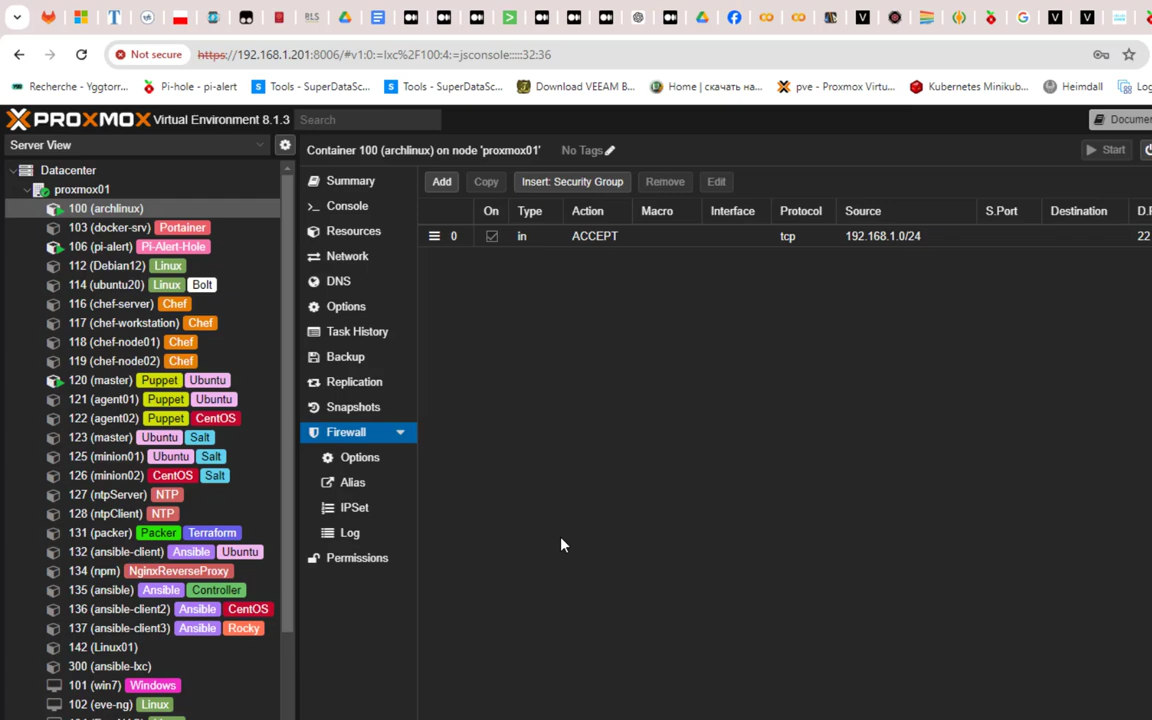 RLS
Not secure https://192.168.1.201:8006/#v1:0:=lxc%2F100:4:=jsconsole:::::32:36
Recherche - Yggtorr... Pi-hole - pi-alert Tools - SuperDataSc... Tools - SuperDataSc... Download VEEAM B... Home | скачать на... pve - Proxmox Virtu... Kubernetes Minikub... Heimdall Log
PROXMOX Virtual Environment 8.1.3 Search Documen
Server View Container 100 (archlinux) on node 'proxmox01' No Tags Start
Datacenter
proxmox01
100 (archlinux)
103 (docker-srv) Portainer
106 (pi-alert) Pi-Alert-Hole
112 (Debian12) Linux
114 (ubuntu20) Linux Bolt
116 (chef-server) Chef
117 (chef-workstation) Chef
118 (chef-node01) Chef
119 (chef-node02) Chef
120 (master) Puppet Ubuntu
121 (agent01) Puppet Ubuntu
122 (agent02) Puppet CentOS
123 (master) Ubuntu Salt
125 (minion01) Ubuntu Salt
126 (minion02) CentOS Salt
127 (ntpServer) NTP
128 (ntpClient) NTP
131 (packer) Packer Terraform
132 (ansible-client) Ansible Ubuntu
134 (npm) NginxReverseProxy
135 (ansible) Ansible Controller
136 (ansible-client2) Ansible CentOS
137 (ansible-client3) Ansible Rocky
142 (Linux01)
300 (ansible-lxc)
101 (win7) Windows
102 (eve-ng) Linux
Summary
Console
Resources
Network
DNS
Options
Task History
Backup
Replication
Snapshots
Firewall
Options
Alias
IPSet
Log
Permissions
Add Copy Insert: Security Group Remove Edit
On Type Action Macro Interface Protocol Source S.Port Destination D.P
0 in ACCEPT tcp 192.168.1.0/24 22